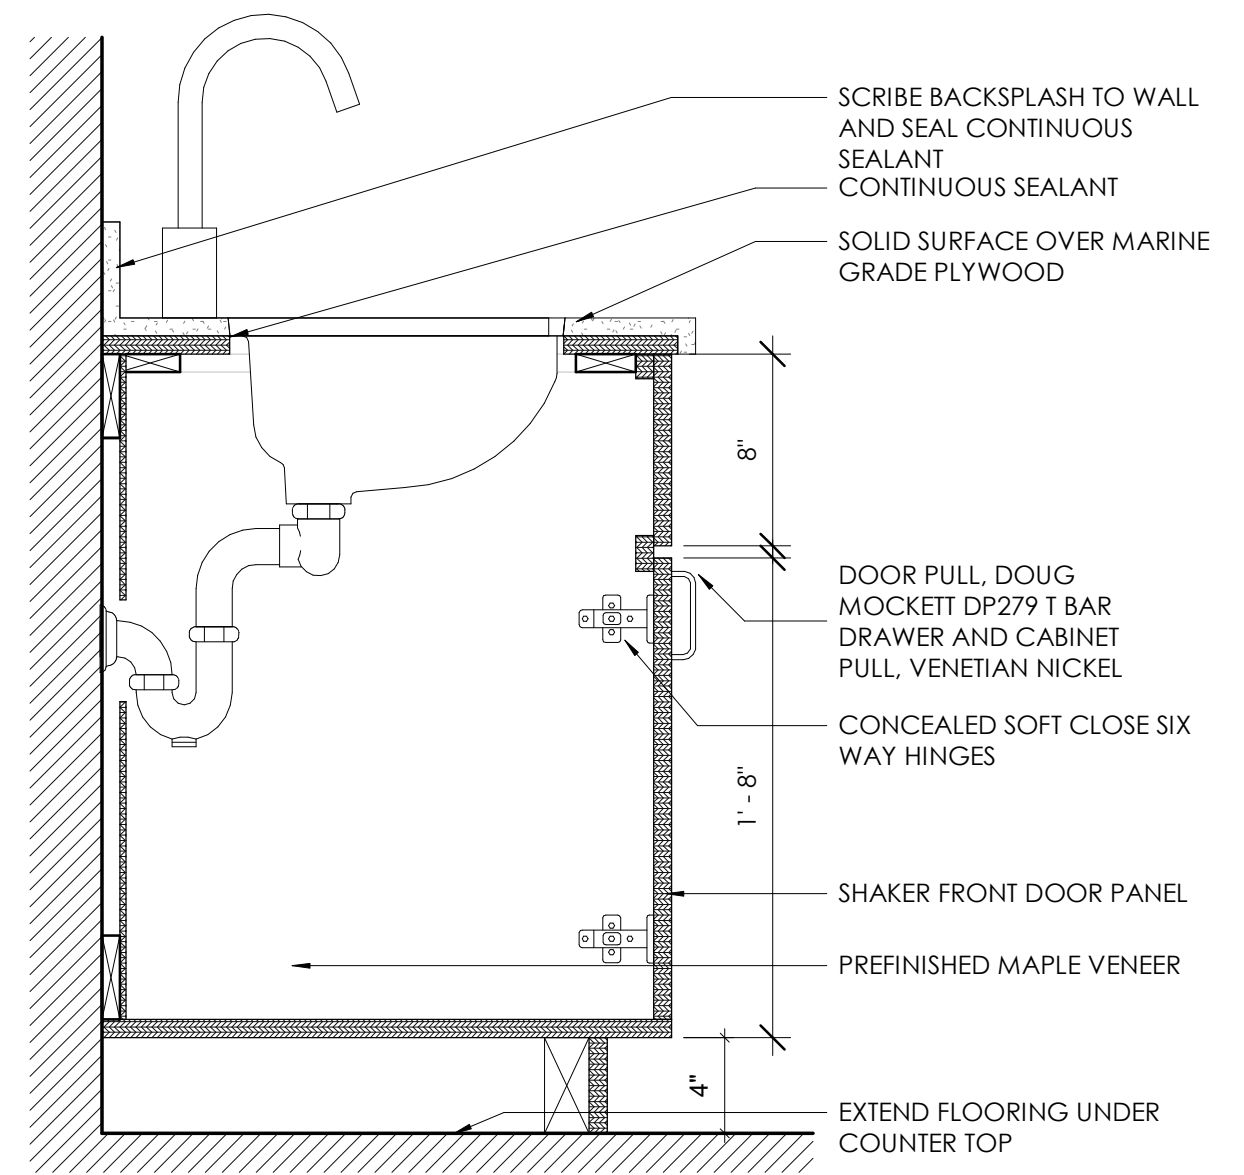 SCRIBE BACKSPLASH TO WALL
AND SEAL CONTINUOUS
SEALANT
CONTINUOUS SEALANT
SOLID SURFACE OVER MARINE
GRADE PLYWOOD
8"
DOOR PULL, DOUG
MOCKETT DP279 T BAR
DRAWER AND CABINET
PULL, VENETIAN NICKEL
CONCEALED SOFT CLOSE SIX
WAY HINGES
1' - 8"
SHAKER FRONT DOOR PANEL
PREFINISHED MAPLE VENEER
4"
EXTEND FLOORING UNDER
COUNTER TOP